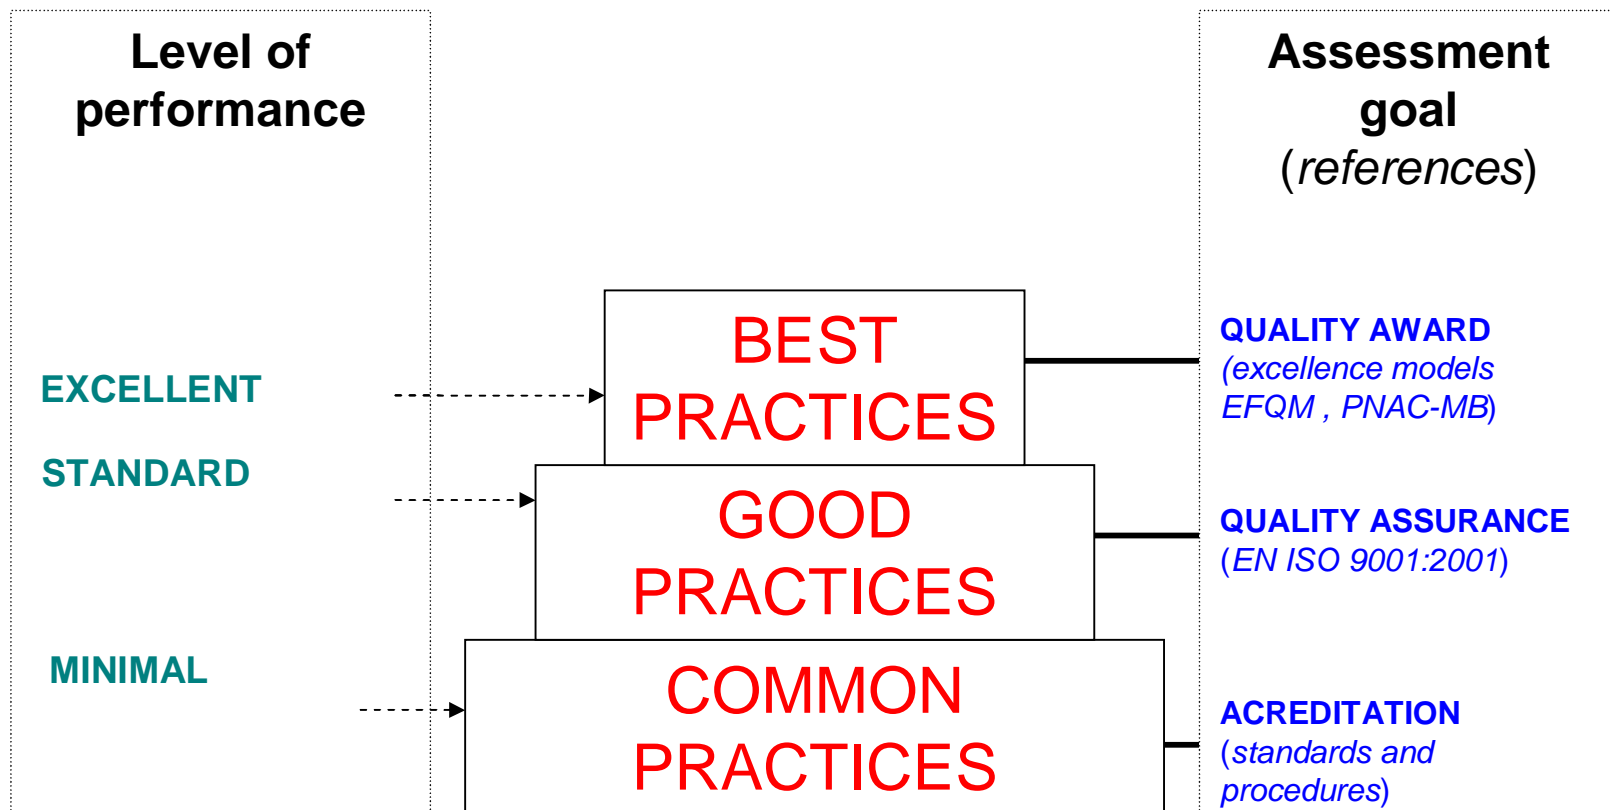 Level of
performance
Assessment
goal
(references)
BEST
PRACTICES
QUALITY AWARD
(excellence models
EFQM , PNAC-MB)
EXCELLENT
STANDARD
GOOD
PRACTICES
QUALITY ASSURANCE
(EN ISO 9001:2001)
MINIMAL
COMMON
PRACTICES
ACREDITATION
(standards and
procedures)